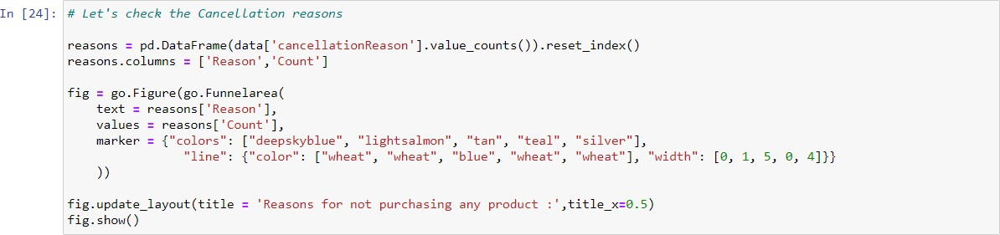 In [24]: # Let's check the Cancellation reasons
reasons = pd.DataFrame(data['cancellationReason'].value_counts()).reset_index()
reasons.columns = ['Reason','Count']
fig = go.Figure(go.Funnelarea(
    text = reasons['Reason'],
    values = reasons['Count'],
    marker = {"colors": ["deepskyblue", "lightsalmon", "tan", "teal", "silver"],
                "line": {"color": ["wheat", "wheat", "blue", "wheat", "wheat"], "width": [0, 1, 5, 0, 4]}}
    ))
fig.update_layout(title = 'Reasons for not purchasing any product :',title_x=0.5)
fig.show()